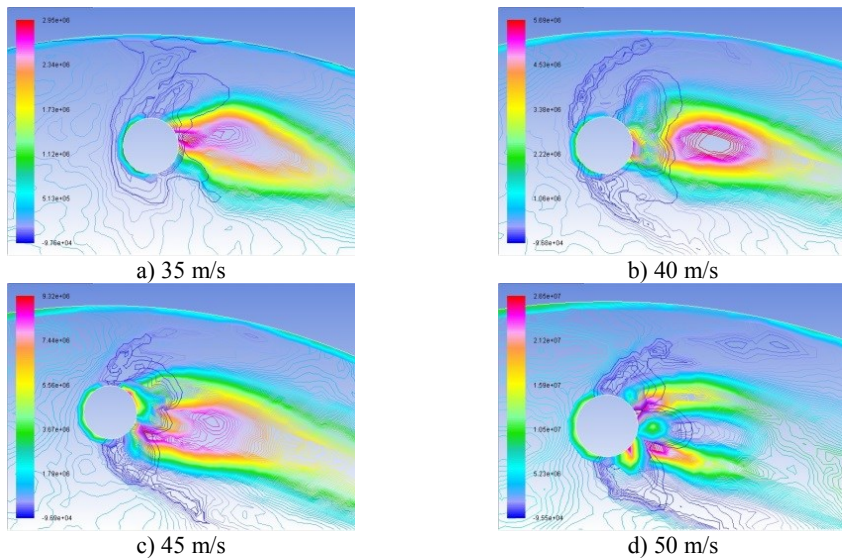 2.95e+06
2.34e+06
1.73e+06
1.12e+06
5.13e+05
-9.76e+04
a) 35 m/s
5.69e+06
4.53e+06
3.38e+06
2.22e+06
1.06e+06
-9.58e+04
b) 40 m/s
9.32e+06
7.44e+06
5.56e+06
3.67e+06
1.79e+06
-9.69e+04
c) 45 m/s
2.65e+07
2.12e+07
1.59e+07
1.05e+07
5.23e+06
-9.55e+04
d) 50 m/s